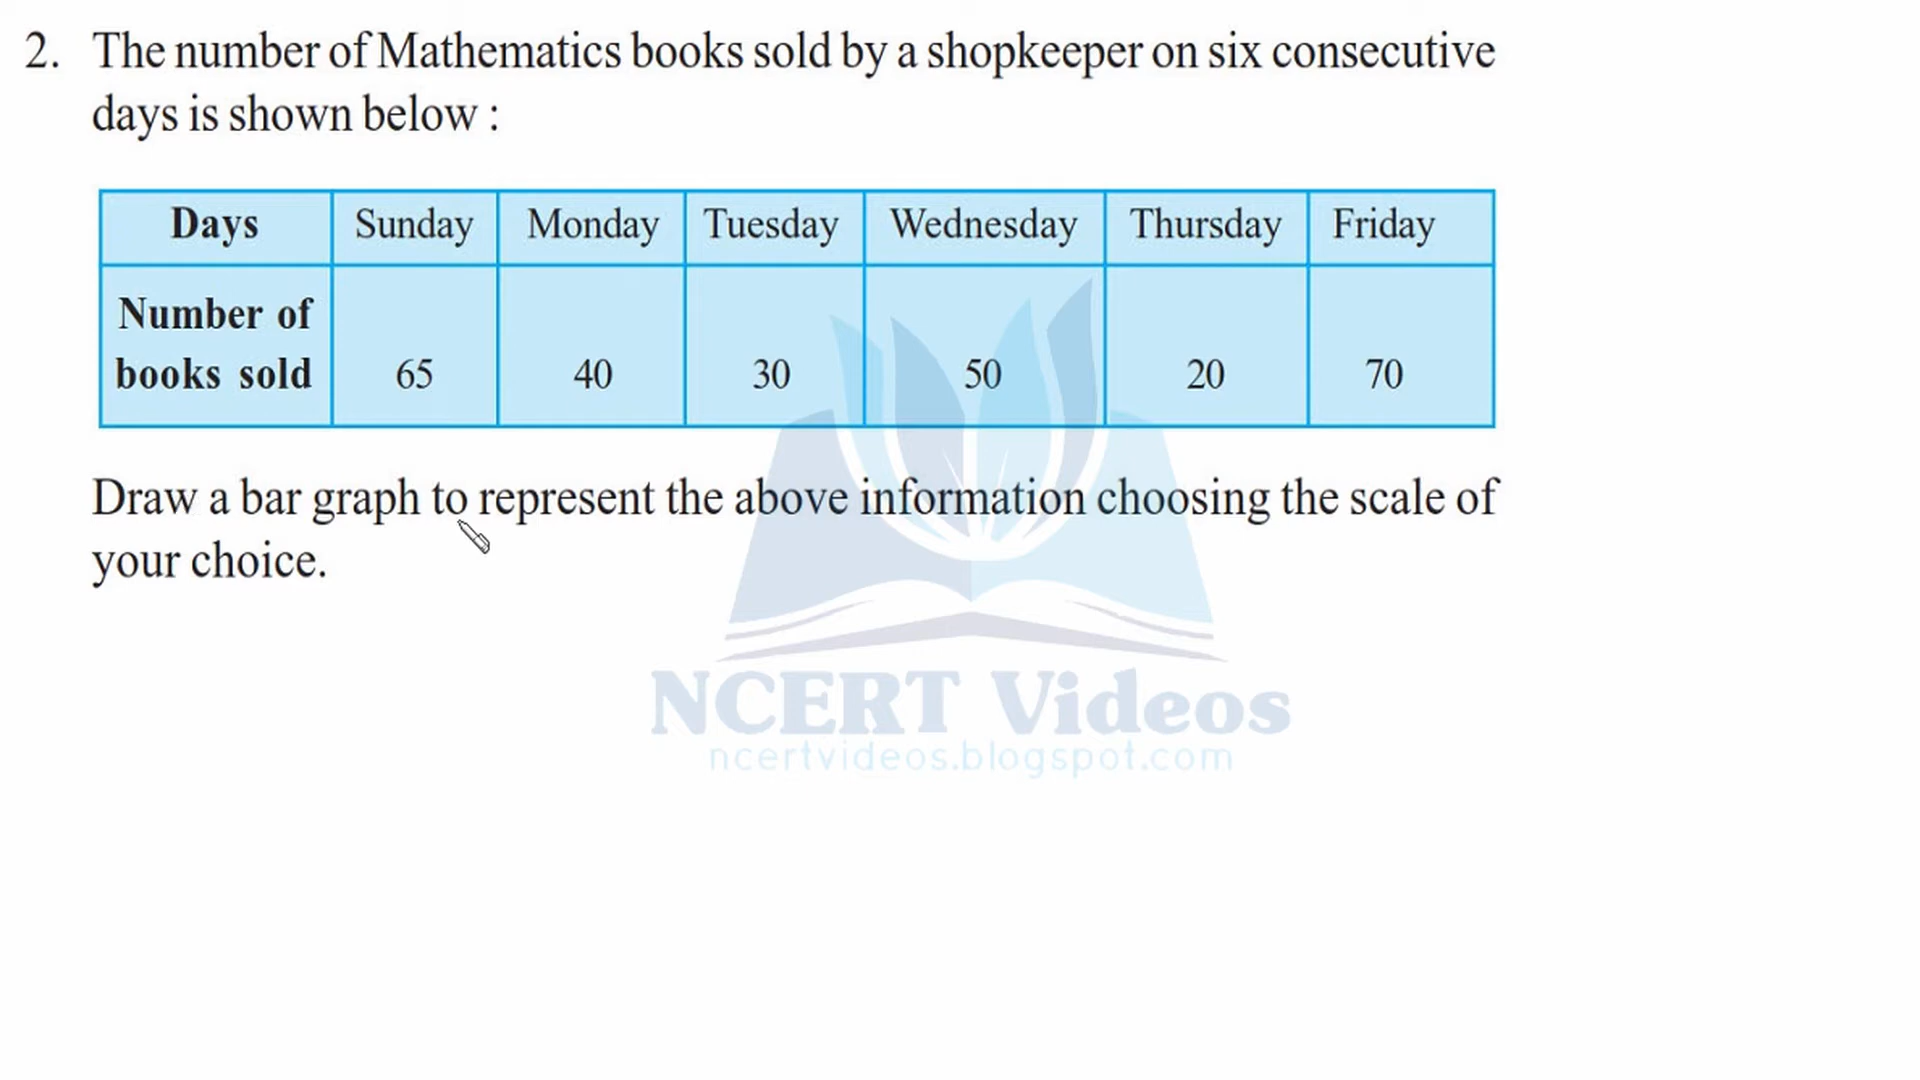 2. The number of Mathematics books sold by a shopkeeper on six consecutive
days is shown below :
Days Sunday Monday Tuesday Wednesday Thursday Friday
Number of
books sold 65 40 30 50 20 70
Draw a bar graph to represent the above information choosing the scale of
your choice.
NCERT Videos
ncertvideos.blogspot.com